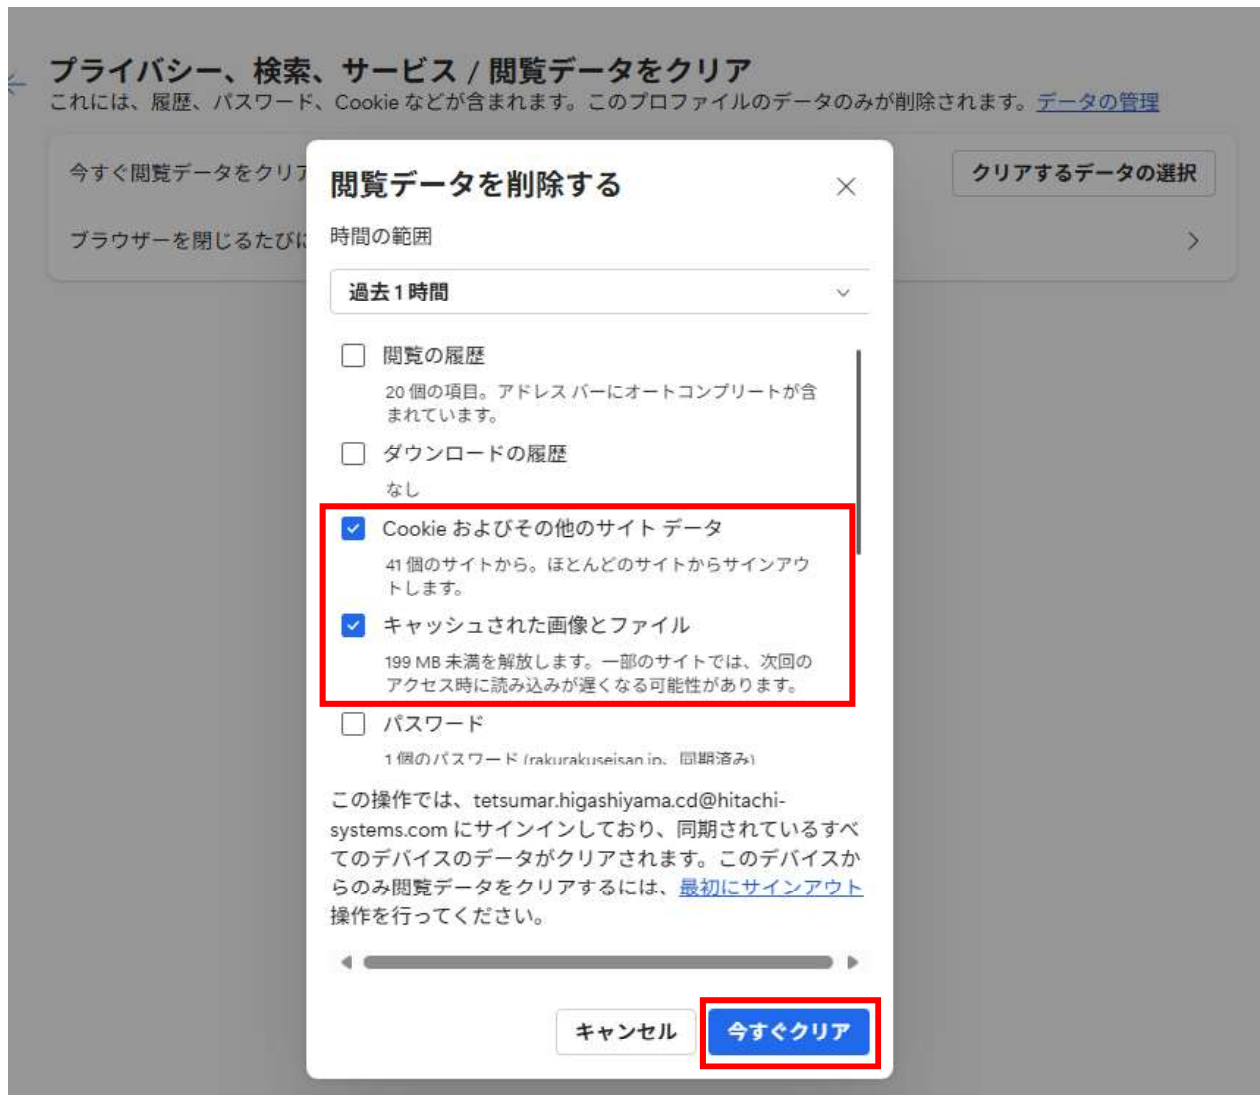 プライバシー、検索、サービス / 閲覧データをクリア
これには、履歴、パスワード、Cookie などが含まれます。このプロファイルのデータのみが削除されます。データの管理
今すぐ閲覧データをクリア
クリアするデータの選択
ブラウザーを閉じるたびに
閲覧データを削除する
時間の範囲
過去 1 時間
閲覧の履歴
20 個の項目。アドレス バーにオートコンプリートが含
まれています。
ダウンロードの履歴
なし
Cookie およびその他のサイト データ
41 個のサイトから。ほとんどのサイトからサインアウ
トします。
キャッシュされた画像とファイル
199 MB 未満を解放します。一部のサイトでは、次回の
アクセス時に読み込みが遅くなる可能性があります。
パスワード
1 個のパスワード (rakurakuseisan.jp、同期済み)
この操作では、tetsumar.higashiyama.cd@hitachi-
systems.com にサインインしており、同期されているすべ
てのデバイスのデータがクリアされます。このデバイスか
らのみ閲覧データをクリアするには、最初にサインアウト
操作を行ってください。
キャンセル
今すぐクリア